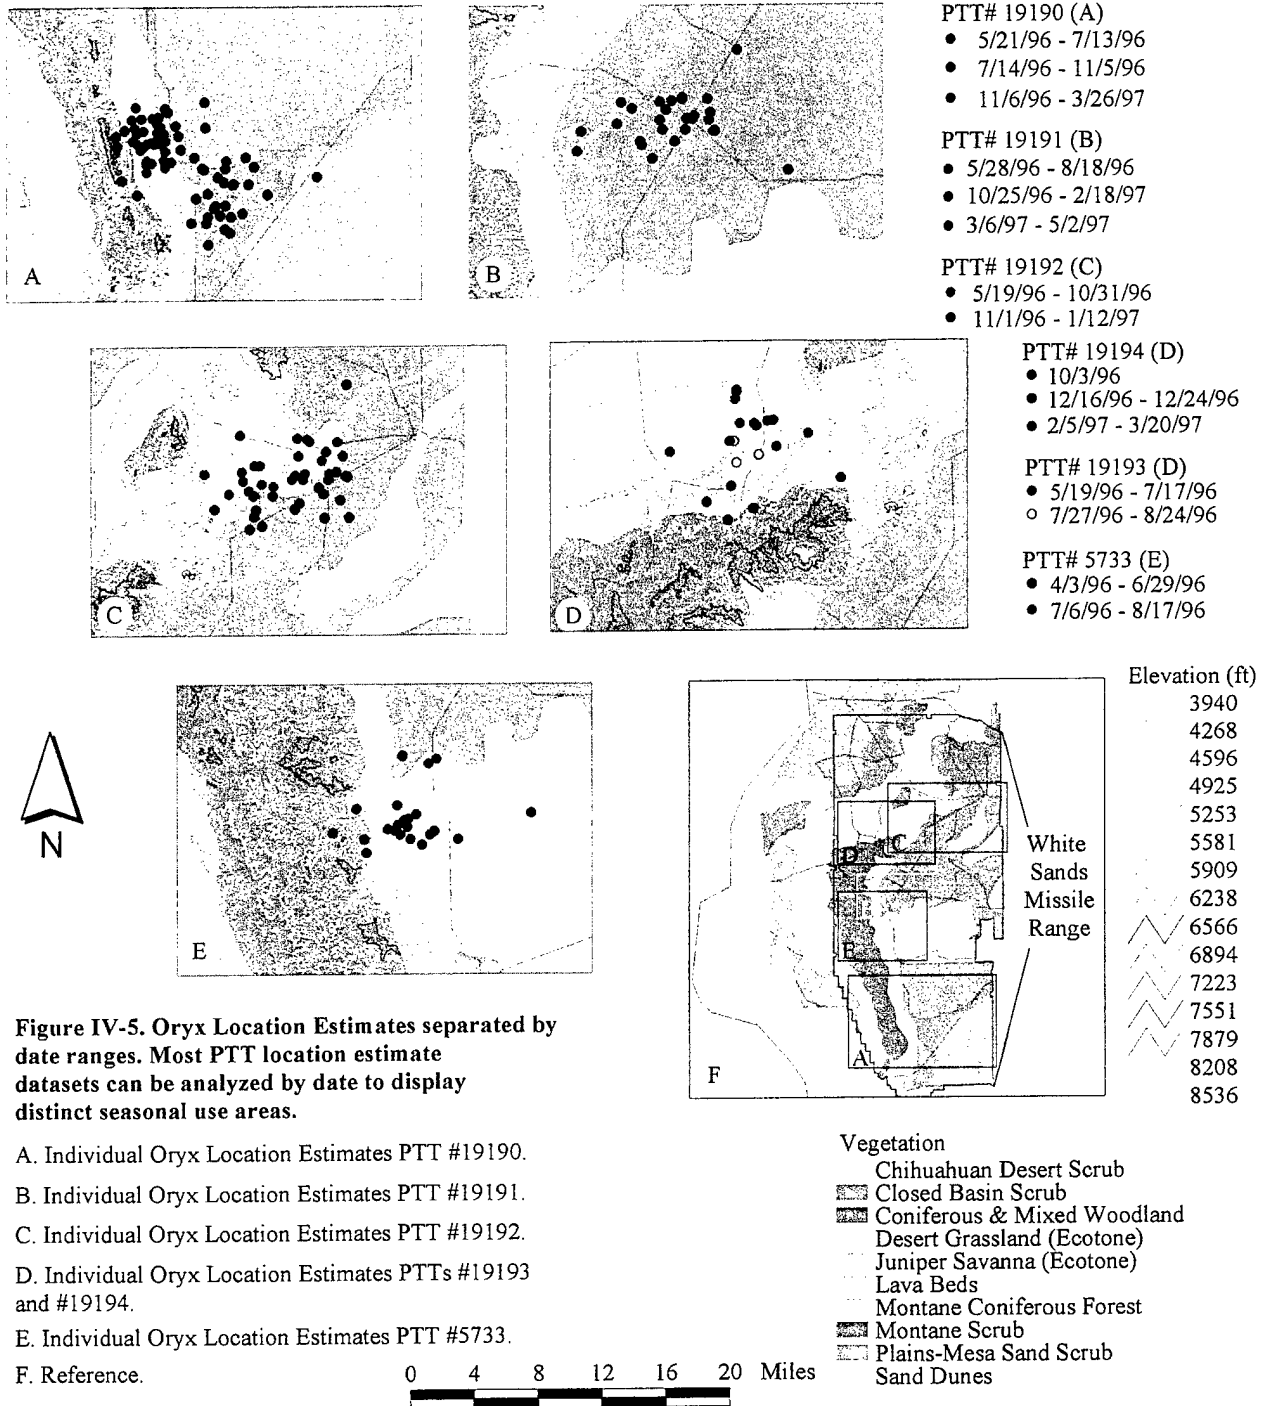 PTT# 19190 (A)
5/21/96 - 7/13/96
7/14/96 - 11/5/96
11/6/96 - 3/26/97
PTT# 19191 (B)
5/28/96 - 8/18/96
10/25/96 - 2/18/97
3/6/97 - 5/2/97
PTT# 19192 (C)
5/19/96 - 10/31/96
11/1/96 - 1/12/97
A
B
PTT# 19194 (D)
10/3/96
12/16/96 - 12/24/96
2/5/97 - 3/20/97
PTT# 19193 (D)
5/19/96 - 7/17/96
7/27/96 - 8/24/96
PTT# 5733 (E)
4/3/96 - 6/29/96
7/6/96 - 8/17/96
C
D
N
E
C
D
E
A
F
White
Sands
Missile
Range
Elevation (ft)
3940
4268
4596
4925
5253
5581
5909
6238
6566
6894
7223
7551
7879
8208
8536
Figure IV-5. Oryx Location Estimates separated by
date ranges. Most PTT location estimate
datasets can be analyzed by date to display
distinct seasonal use areas.
A. Individual Oryx Location Estimates PTT #19190.
B. Individual Oryx Location Estimates PTT #19191.
C. Individual Oryx Location Estimates PTT #19192.
D. Individual Oryx Location Estimates PTTs #19193
and #19194.
E. Individual Oryx Location Estimates PTT #5733.
F. Reference.
0 4 8 12 16 20 Miles
Vegetation
Chihuahuan Desert Scrub
Closed Basin Scrub
Coniferous & Mixed Woodland
Desert Grassland (Ecotone)
Juniper Savanna (Ecotone)
Lava Beds
Montane Coniferous Forest
Montane Scrub
Plains-Mesa Sand Scrub
Sand Dunes